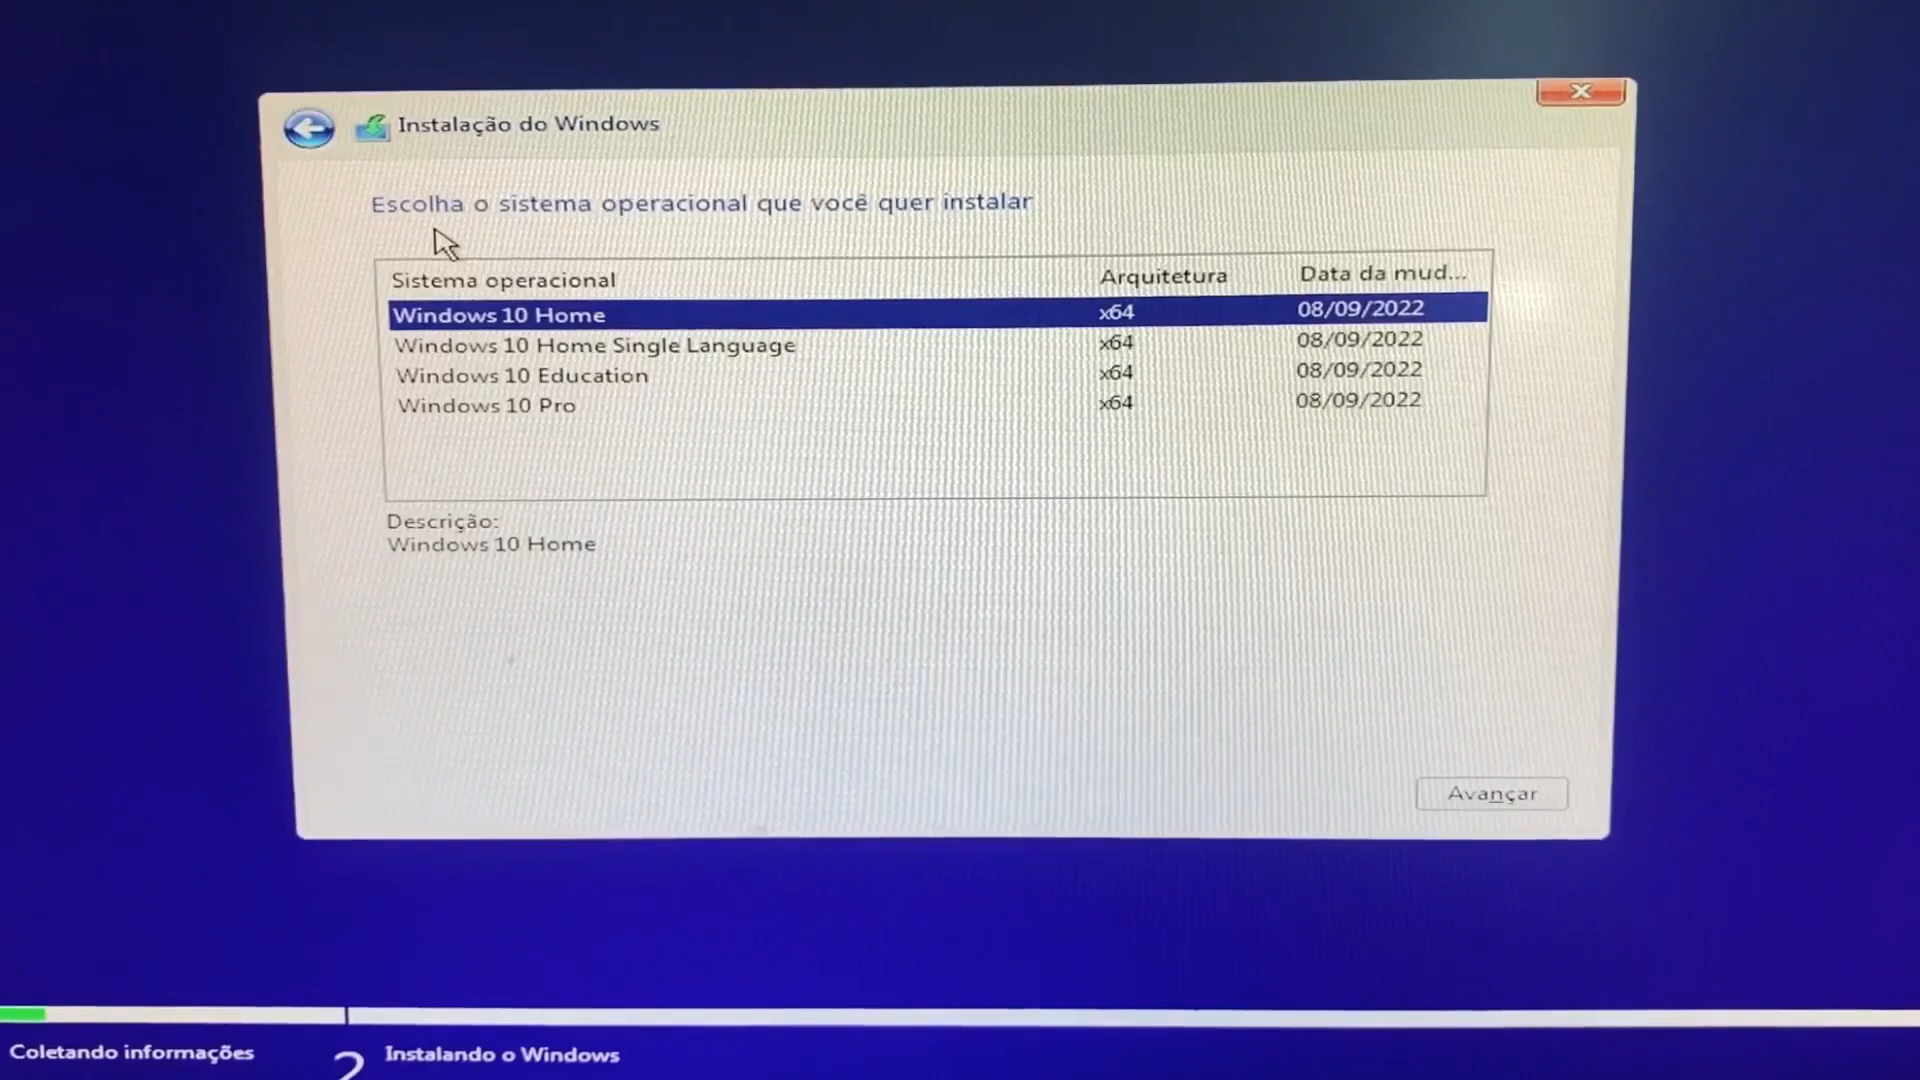 Instalação do Windows
Escolha o sistema operacional que você quer instalar
Sistema operacional Arquitetura Data da mud...
Windows 10 Home x64 08/09/2022
Windows 10 Home Single Language x64 08/09/2022
Windows 10 Education x64 08/09/2022
Windows 10 Pro x64 08/09/2022
Descrição:
Windows 10 Home
Avançar
Coletando informações 2 Instalando o Windows